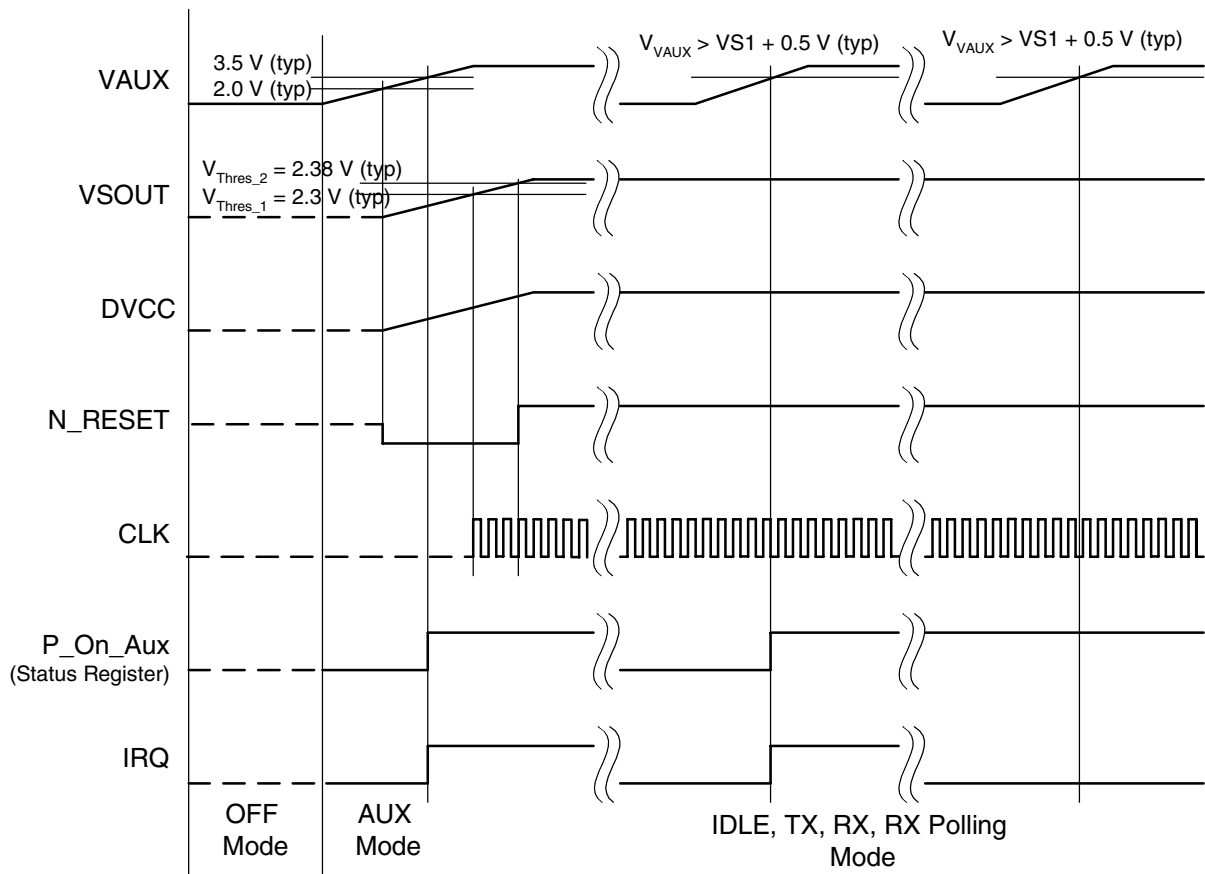 V_VAUX > VS1 + 0.5 V (typ)
V_VAUX > VS1 + 0.5 V (typ)
3.5 V (typ)
VAUX
2.0 V (typ)
V_Thres_2 = 2.38 V (typ)
VSOUT
V_Thres_1 = 2.3 V (typ)
DVCC
N_RESET
CLK
P_On_Aux
(Status Register)
IRQ
OFF
Mode
AUX
Mode
IDLE, TX, RX, RX Polling
Mode